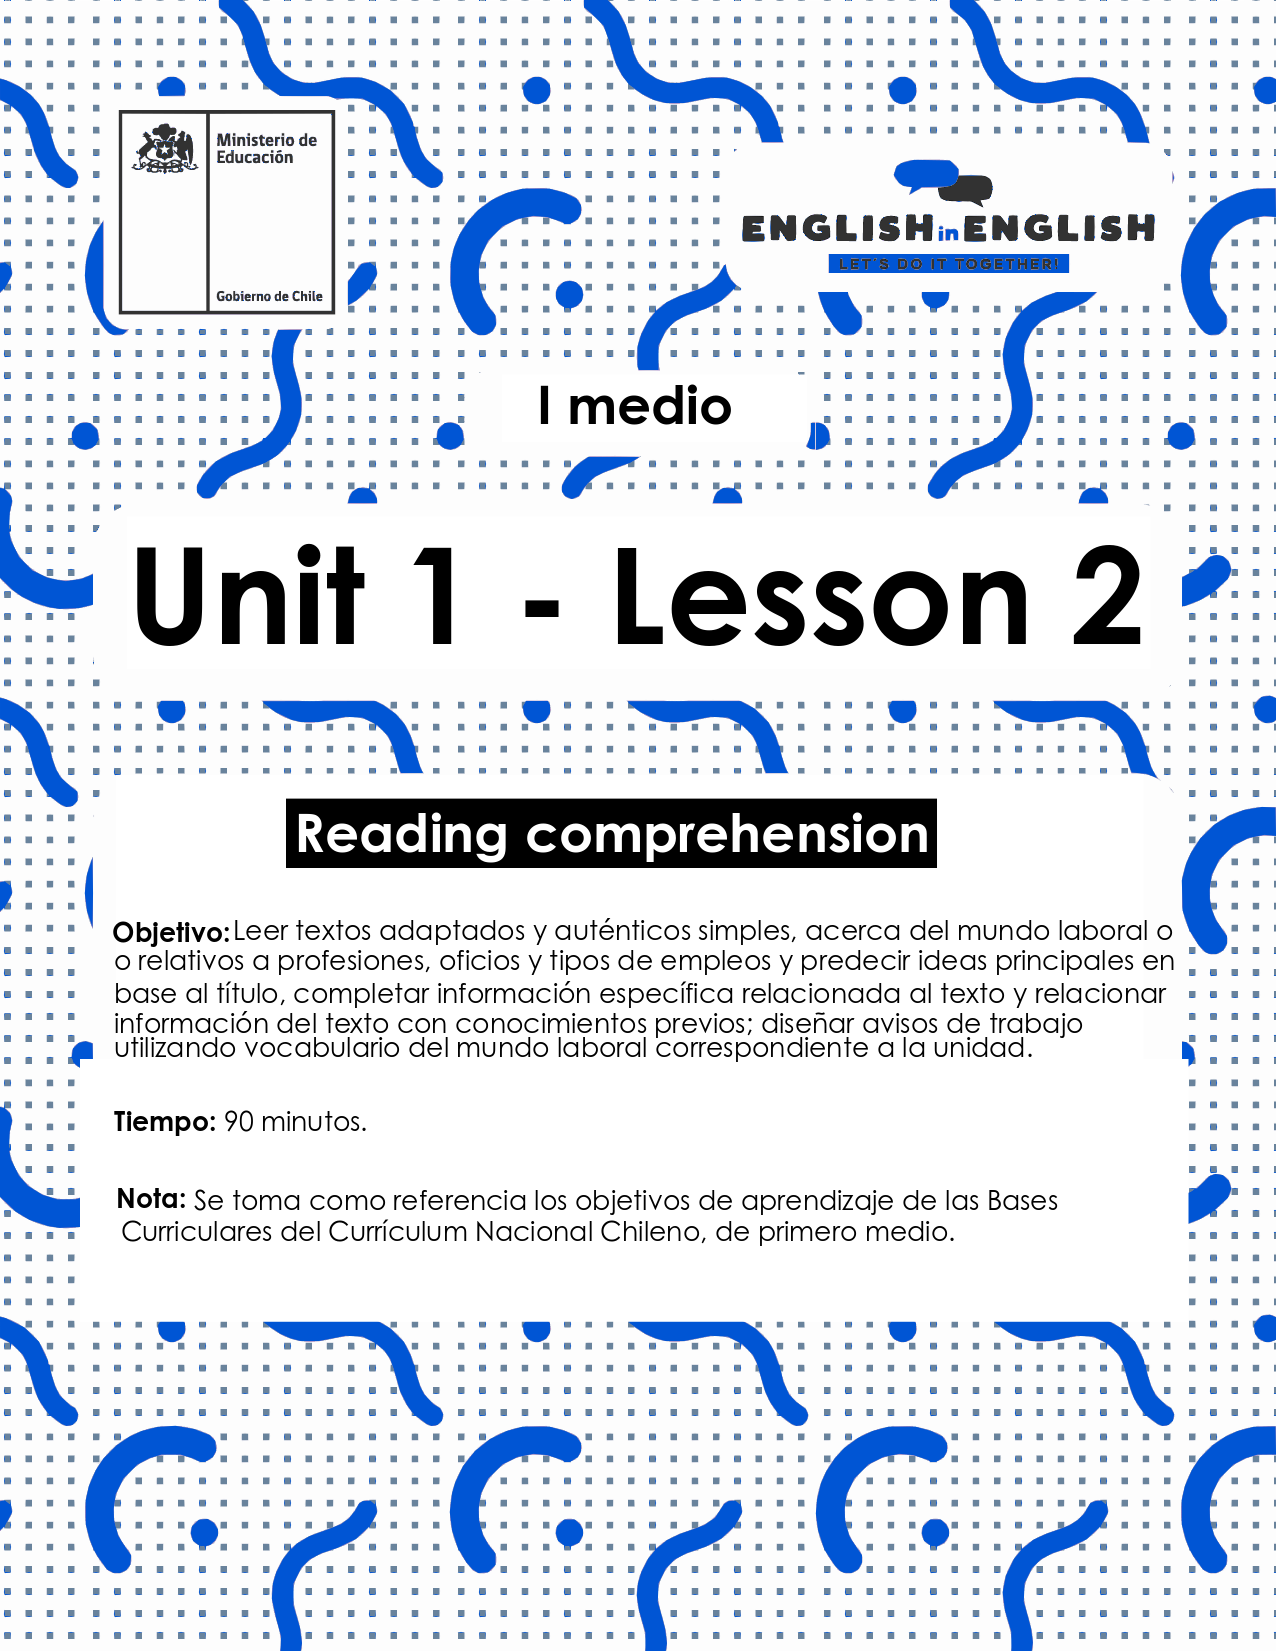 Ministerio de
Educación
Gobierno de Chile
ENGLISH in ENGLISH
LET'S DO IT TOGETHER!
I medio
Unit 1 - Lesson 2
Reading comprehension
Objetivo: Leer textos adaptados y auténticos simples, acerca del mundo laboral o
o relativos a profesiones, oficios y tipos de empleos y predecir ideas principales en
base al título, completar información específica relacionada al texto y relacionar
información del texto con conocimientos previos; diseñar avisos de trabajo
utilizando vocabulario del mundo laboral correspondiente a la unidad.
Tiempo: 90 minutos.
Nota: Se toma como referencia los objetivos de aprendizaje de las Bases
Curriculares del Currículum Nacional Chileno, de primero medio.